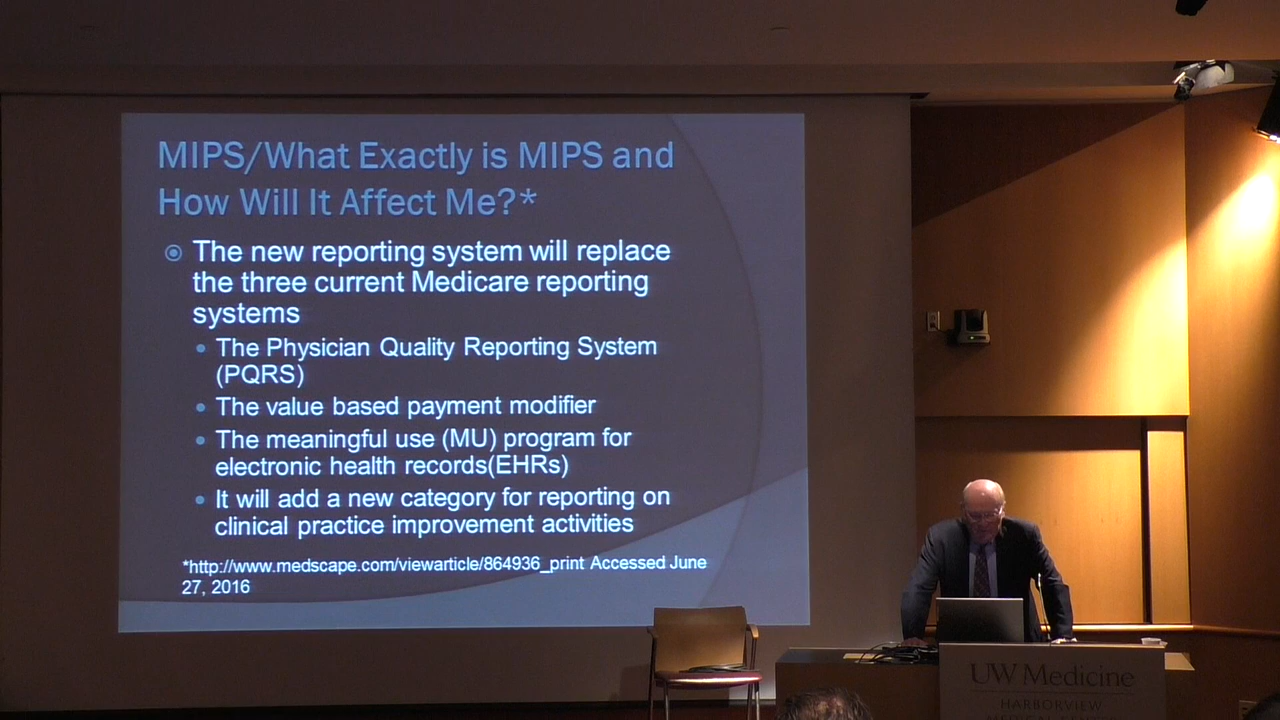 MIPS/What Exactly is MIPS and
How Will It Affect Me?*
The new reporting system will replace
the three current Medicare reporting
systems
The Physician Quality Reporting System
(PQRS)
The value based payment modifier
The meaningful use (MU) program for
electronic health records(EHRs)
It will add a new category for reporting on
clinical practice improvement activities
*http://www.medscape.com/viewarticle/864936_print Accessed June
27, 2016
UW Medicine
HARBORVIEW